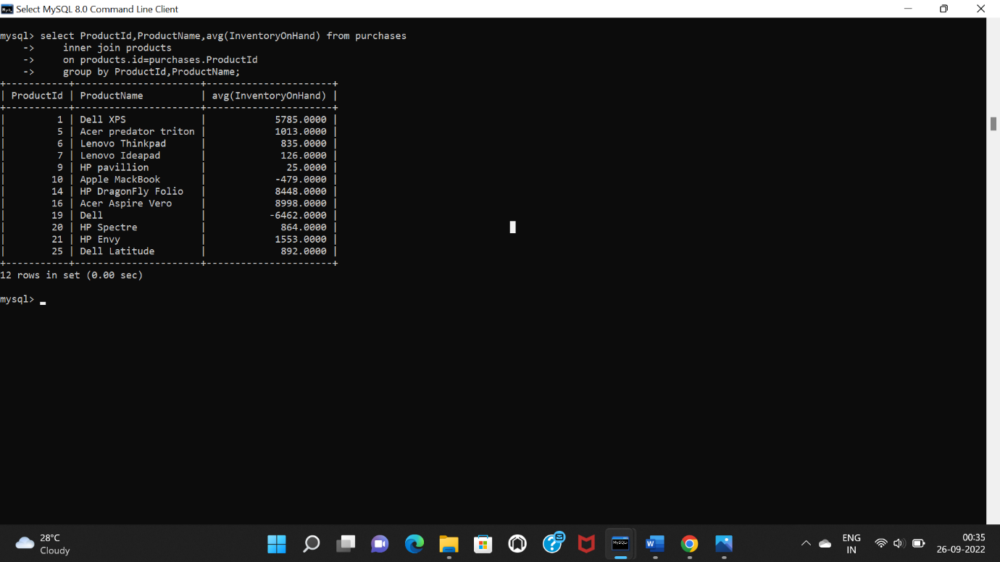 Select MySQL 8.0 Command Line Client
mysql> select ProductId,ProductName,avg(InventoryOnHand) from purchases
    ->     inner join products
    ->     on products.id=purchases.ProductId
    ->     group by ProductId,ProductName;
+-----------+----------------------+----------------------+
| ProductId | ProductName          | avg(InventoryOnHand) |
+-----------+----------------------+----------------------+
|         1 | Dell XPS             |            5785.0000 |
|         5 | Acer predator triton |            1013.0000 |
|         6 | Lenovo Thinkpad      |             835.0000 |
|         7 | Lenovo Ideapad       |             126.0000 |
|         9 | HP pavillion         |              25.0000 |
|        10 | Apple MackBook       |            -479.0000 |
|        14 | HP DragonFly Folio   |            8448.0000 |
|        16 | Acer Aspire Vero     |            8998.0000 |
|        19 | Dell                 |           -6462.0000 |
|        20 | HP Spectre           |             864.0000 |
|        21 | HP Envy              |            1553.0000 |
|        25 | Dell Latitude        |             892.0000 |
+-----------+----------------------+----------------------+
12 rows in set (0.00 sec)
mysql>
28°C
Cloudy
MySQL
W
ENG
IN
00:35
26-09-2022